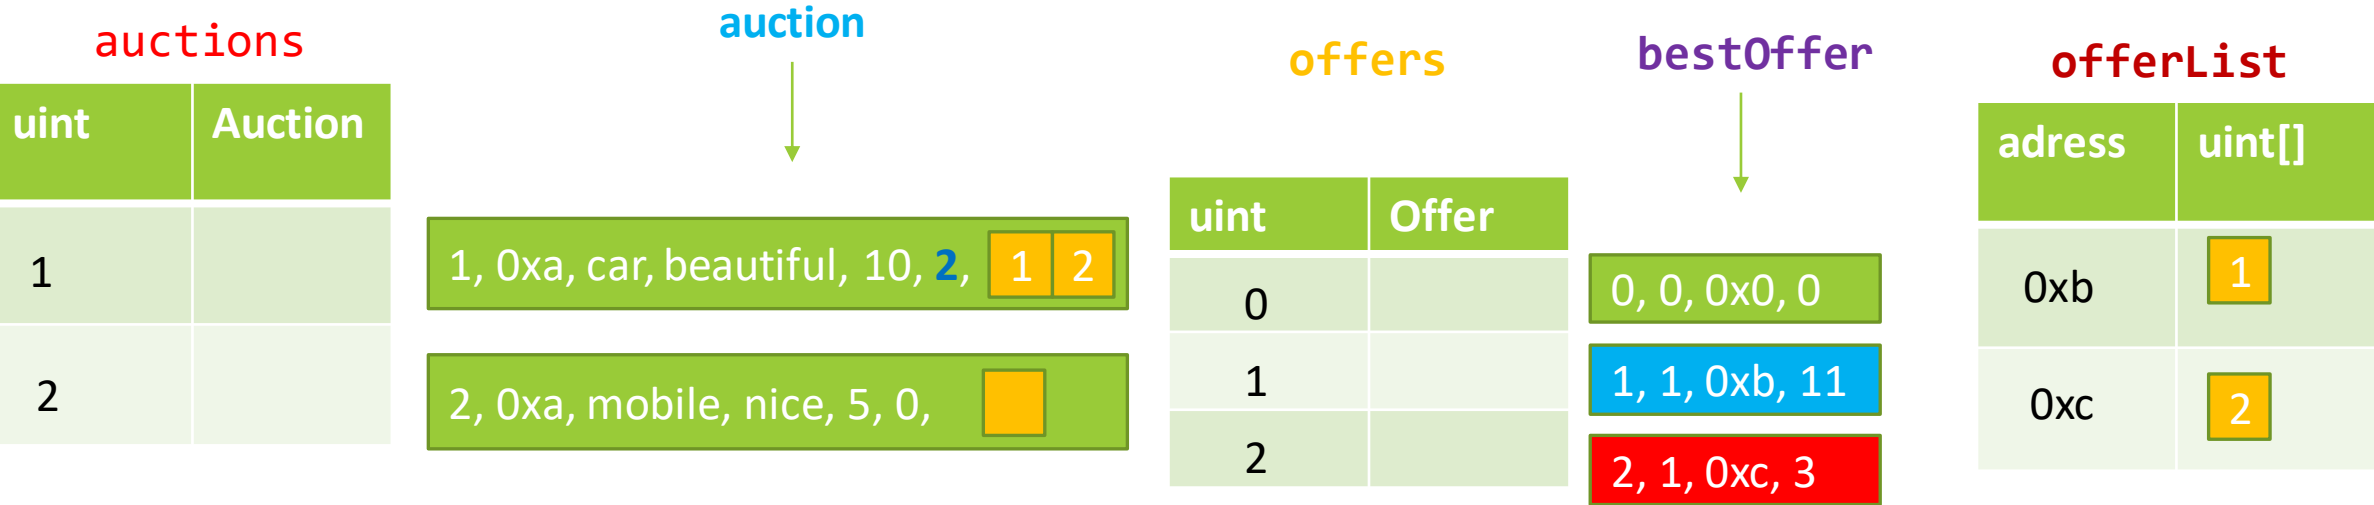 auctions
uint Auction
1
2
auction
1, 0xa, car, beautiful, 10, 2, 1 2
2, 0xa, mobile, nice, 5, 0,
offers
uint Offer
0
1
2
bestOffer
0, 0, 0x0, 0
1, 1, 0xb, 11
2, 1, 0xc, 3
offerList
adress uint[]
0xb 1
0xc 2